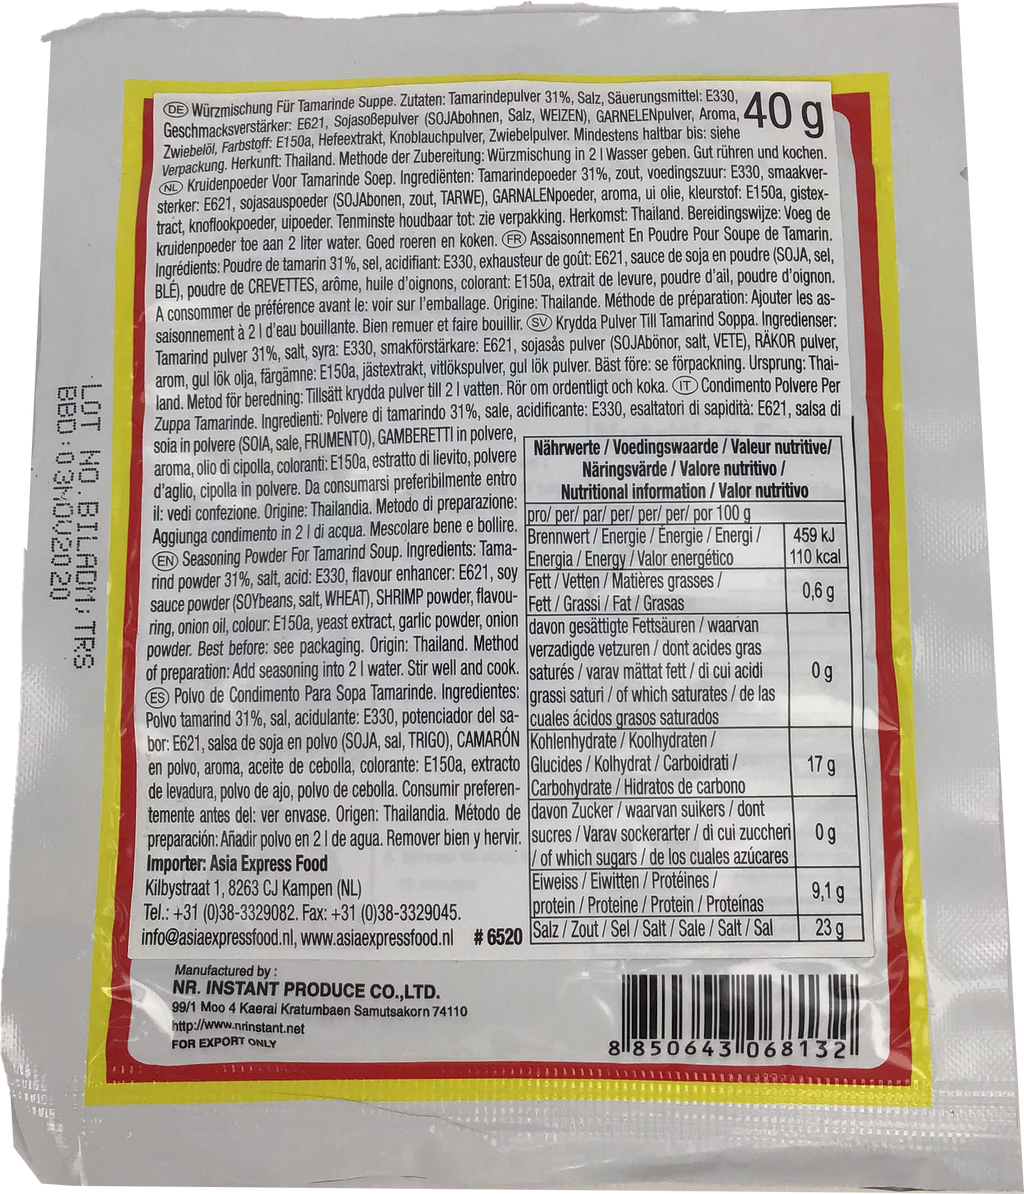 DE Würzmischung Für Tamarinde Suppe. Zutaten: Tamarindepulver 31%, Salz, Säuerungsmittel: E330,
Geschmacksverstärker: E621, Sojasoßepulver (SOJAbohnen, Salz, WEIZEN), GARNELENpulver, Aroma,
40 g
Zwiebelöl, Farbstoff: E150a, Hefeextrakt, Knoblauchpulver, Zwiebelpulver. Mindestens haltbar bis: siehe
Verpackung. Herkunft: Thailand. Methode der Zubereitung: Würzmischung in 2 l Wasser geben. Gut rühren und kochen.
NL Kruidenpoeder Voor Tamarinde Soep. Ingrediënten: Tamarindepoeder 31%, zout, voedingszuur: E330, smaakver-
sterker: E621, sojasauspoeder (SOJAbonen, zout, TARWE), GARNALENpoeder, aroma, ui olie, kleurstof: E150a, gistex-
tract, knoflookpoeder, uipoeder. Tenminste houdbaar tot: zie verpakking. Herkomst: Thailand. Bereidingswijze: Voeg de
kruidenpoeder toe aan 2 liter water. Goed roeren en koken. FR Assaisonnement En Poudre Pour Soupe de Tamarin.
Ingrédients: Poudre de tamarin 31%, sel, acidifiant: E330, exhausteur de goût: E621, sauce de soja en poudre (SOJA, sel,
BLÉ), poudre de CREVETTES, arôme, huile d'oignons, colorant: E150a, extrait de levure, poudre d'ail, poudre d'oignon.
A consommer de préférence avant le: voir sur l'emballage. Origine: Thailande. Méthode de préparation: Ajouter les as-
saisonnement à 2 l d'eau bouillante. Bien remuer et faire bouillir. SV Krydda Pulver Till Tamarind Soppa. Ingredienser:
Tamarind pulver 31%, salt, syra: E330, smakförstärkare: E621, sojasås pulver (SOJAbönor, salt, VETE), RÄKOR pulver,
arom, gul lök olja, färgämne: E150a, jästextrakt, vitlökspulver, gul lök pulver. Bäst före: se förpackning. Ursprung: Thai-
land. Metod för beredning: Tillsätt krydda pulver till 2 l vatten. Rör om ordentligt och koka. IT Condimento Polvere Per
Zuppa Tamarinde. Ingredienti: Polvere di tamarindo 31%, sale, acidificante: E330, esaltatori di sapidità: E621, salsa di
soia in polvere (SOIA, sale, FRUMENTO), GAMBERETTI in polvere,
aroma, olio di cipolla, coloranti: E150a, estratto di lievito, polvere
d'aglio, cipolla in polvere. Da consumarsi preferibilmente entro
il: vedi confezione. Origine: Thailandia. Metodo di preparazione:
Aggiunga condimento in 2 l di acqua. Mescolare bene e bollire.
EN Seasoning Powder For Tamarind Soup. Ingredients: Tama-
rind powder 31%, salt, acid: E330, flavour enhancer: E621, soy
sauce powder (SOYbeans, salt, WHEAT), SHRIMP powder, flavou-
ring, onion oil, colour: E150a, yeast extract, garlic powder, onion
powder. Best before: see packaging. Origin: Thailand. Method
of preparation: Add seasoning into 2 l water. Stir well and cook.
ES Polvo de Condimento Para Sopa Tamarinde. Ingredientes:
Polvo tamarind 31%, sal, acidulante: E330, potenciador del sa-
bor: E621, salsa de soja en polvo (SOJA, sal, TRIGO), CAMARÓN
en polvo, aroma, aceite de cebolla, colorante: E150a, extracto
de levadura, polvo de ajo, polvo de cebolla. Consumir preferen-
temente antes del: ver envase. Origen: Thailandia. Método de
preparación: Añadir polvo en 2 l de agua. Remover bien y hervir.
Importer: Asia Express Food
Kilbystraat 1, 8263 CJ Kampen (NL)
Tel.: +31 (0)38-3329082. Fax: +31 (0)38-3329045.
info@asiaexpressfood.nl, www.asiaexpressfood.nl # 6520
Nährwerte / Voedingswaarde / Valeur nutritive/
Näringsvärde / Valore nutritivo /
Nutritional information / Valor nutritivo
pro/ per/ par/ per/ per/ per/ por 100 g
Brennwert / Energie / Énergie / Energi / 459 kJ
Energia / Energy / Valor energético 110 kcal
Fett / Vetten / Matières grasses /
Fett / Grassi / Fat / Grasas 0,6 g
davon gesättigte Fettsäuren / waarvan
verzadigde vetzuren / dont acides gras
saturés / varav mättat fett / di cui acidi 0 g
grassi saturi / of which saturates / de las
cuales ácidos grasos saturados
Kohlenhydrate / Koolhydraten /
Glucides / Kolhydrat / Carboidrati / 17 g
Carbohydrate / Hidratos de carbono
davon Zucker / waarvan suikers / dont
sucres / Varav sockerarter / di cui zuccheri 0 g
/ of which sugars / de los cuales azúcares
Eiweiss / Eiwitten / Protéines /
protein / Proteine / Protein / Proteínas 9,1 g
Salz / Zout / Sel / Salt / Sale / Salt / Sal 23 g
Manufactured by :
NR. INSTANT PRODUCE CO.,LTD.
99/1 Moo 4 Kaerai Kratumbaen Samutsakorn 74110
http://www.nrinstant.net
FOR EXPORT ONLY
8 850643 068132
LOT NO. BILADM, TRS
BBD: 03NOV2020